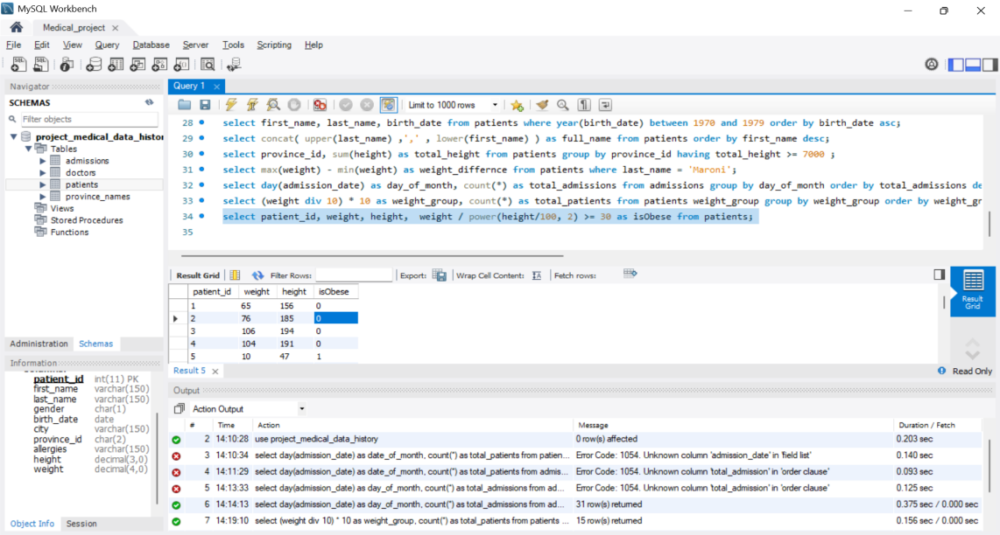 MySQL Workbench
Medical_project
File Edit View Query Database Server Tools Scripting Help
Navigator
Query 1
SCHEMAS
Filter objects
project_medical_data_histor
Tables
admissions
doctors
patients
province_names
Views
Stored Procedures
Functions
Administration Schemas
Information
patient_id int(11) PK
first_name varchar(150)
last_name varchar(150)
gender char(1)
birth_date date
city varchar(150)
province_id char(2)
allergies varchar(150)
height decimal(3,0)
weight decimal(4,0)
Object Info Session
Limit to 1000 rows
28 select first_name, last_name, birth_date from patients where year(birth_date) between 1970 and 1979 order by birth_date asc;
29 select concat( upper(last_name) ,',' , lower(first_name) ) as full_name from patients order by first_name desc;
30 select province_id, sum(height) as total_height from patients group by province_id having total_height >= 7000 ;
31 select max(weight) - min(weight) as weight_differnce from patients where last_name = 'Maroni';
32 select day(admission_date) as day_of_month, count(*) as total_admissions from admissions group by day_of_month order by total_admissions de
33 select (weight div 10) * 10 as weight_group, count(*) as total_patients from patients weight_group group by weight_group order by weight_gr
34 select patient_id, weight, height,  weight / power(height/100, 2) >= 30 as isObese from patients;
35
Result Grid Filter Rows: Export: Wrap Cell Content: Fetch rows:
patient_id weight height isObese
1 65 156 0
2 76 185 0
3 106 194 0
4 104 191 0
5 10 47 1
Result Grid
Result 5
Read Only
Output
Action Output
# Time Action Message Duration / Fetch
2 14:10:28 use project_medical_data_history 0 row(s) affected 0.203 sec
3 14:10:34 select day(admission_date) as date_of_month, count(*) as total_patients from patien... Error Code: 1054. Unknown column 'admission_date' in 'field list' 0.140 sec
4 14:11:29 select day(admission_date) as date_of_month, count(*) as total_patients from admis... Error Code: 1054. Unknown column 'total_admission' in 'order clause' 0.093 sec
5 14:13:33 select day(admission_date) as day_of_month, count(*) as total_admissions from ad... Error Code: 1054. Unknown column 'total_admission' in 'order clause' 0.125 sec
6 14:14:13 select day(admission_date) as day_of_month, count(*) as total_admissions from ad... 31 row(s) returned 0.375 sec / 0.000 sec
7 14:19:10 select (weight div 10) * 10 as weight_group, count(*) as total_patients from patients ... 15 row(s) returned 0.156 sec / 0.000 sec